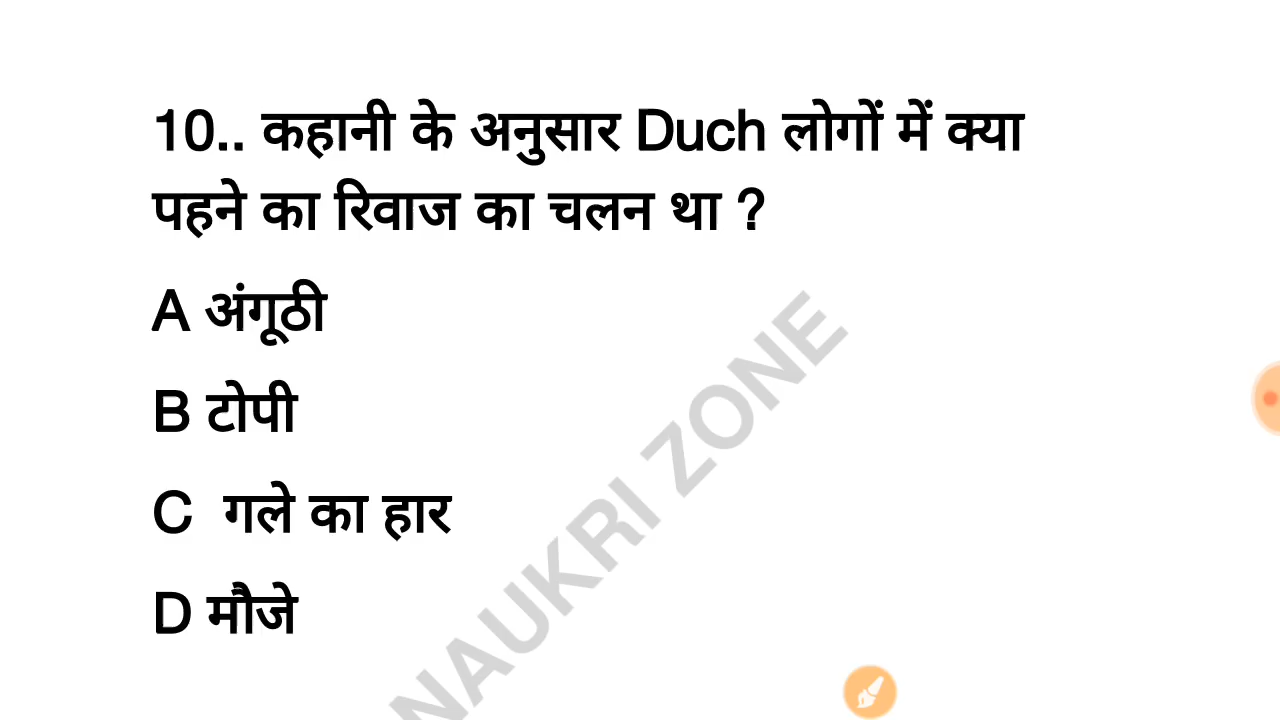 10.. कहानी के अनुसार Duch लोगों में क्या
पहने का रिवाज का चलन था ?
A अंगूठी
B टोपी
C गले का हार
D मौजे
NAUKRI ZONE